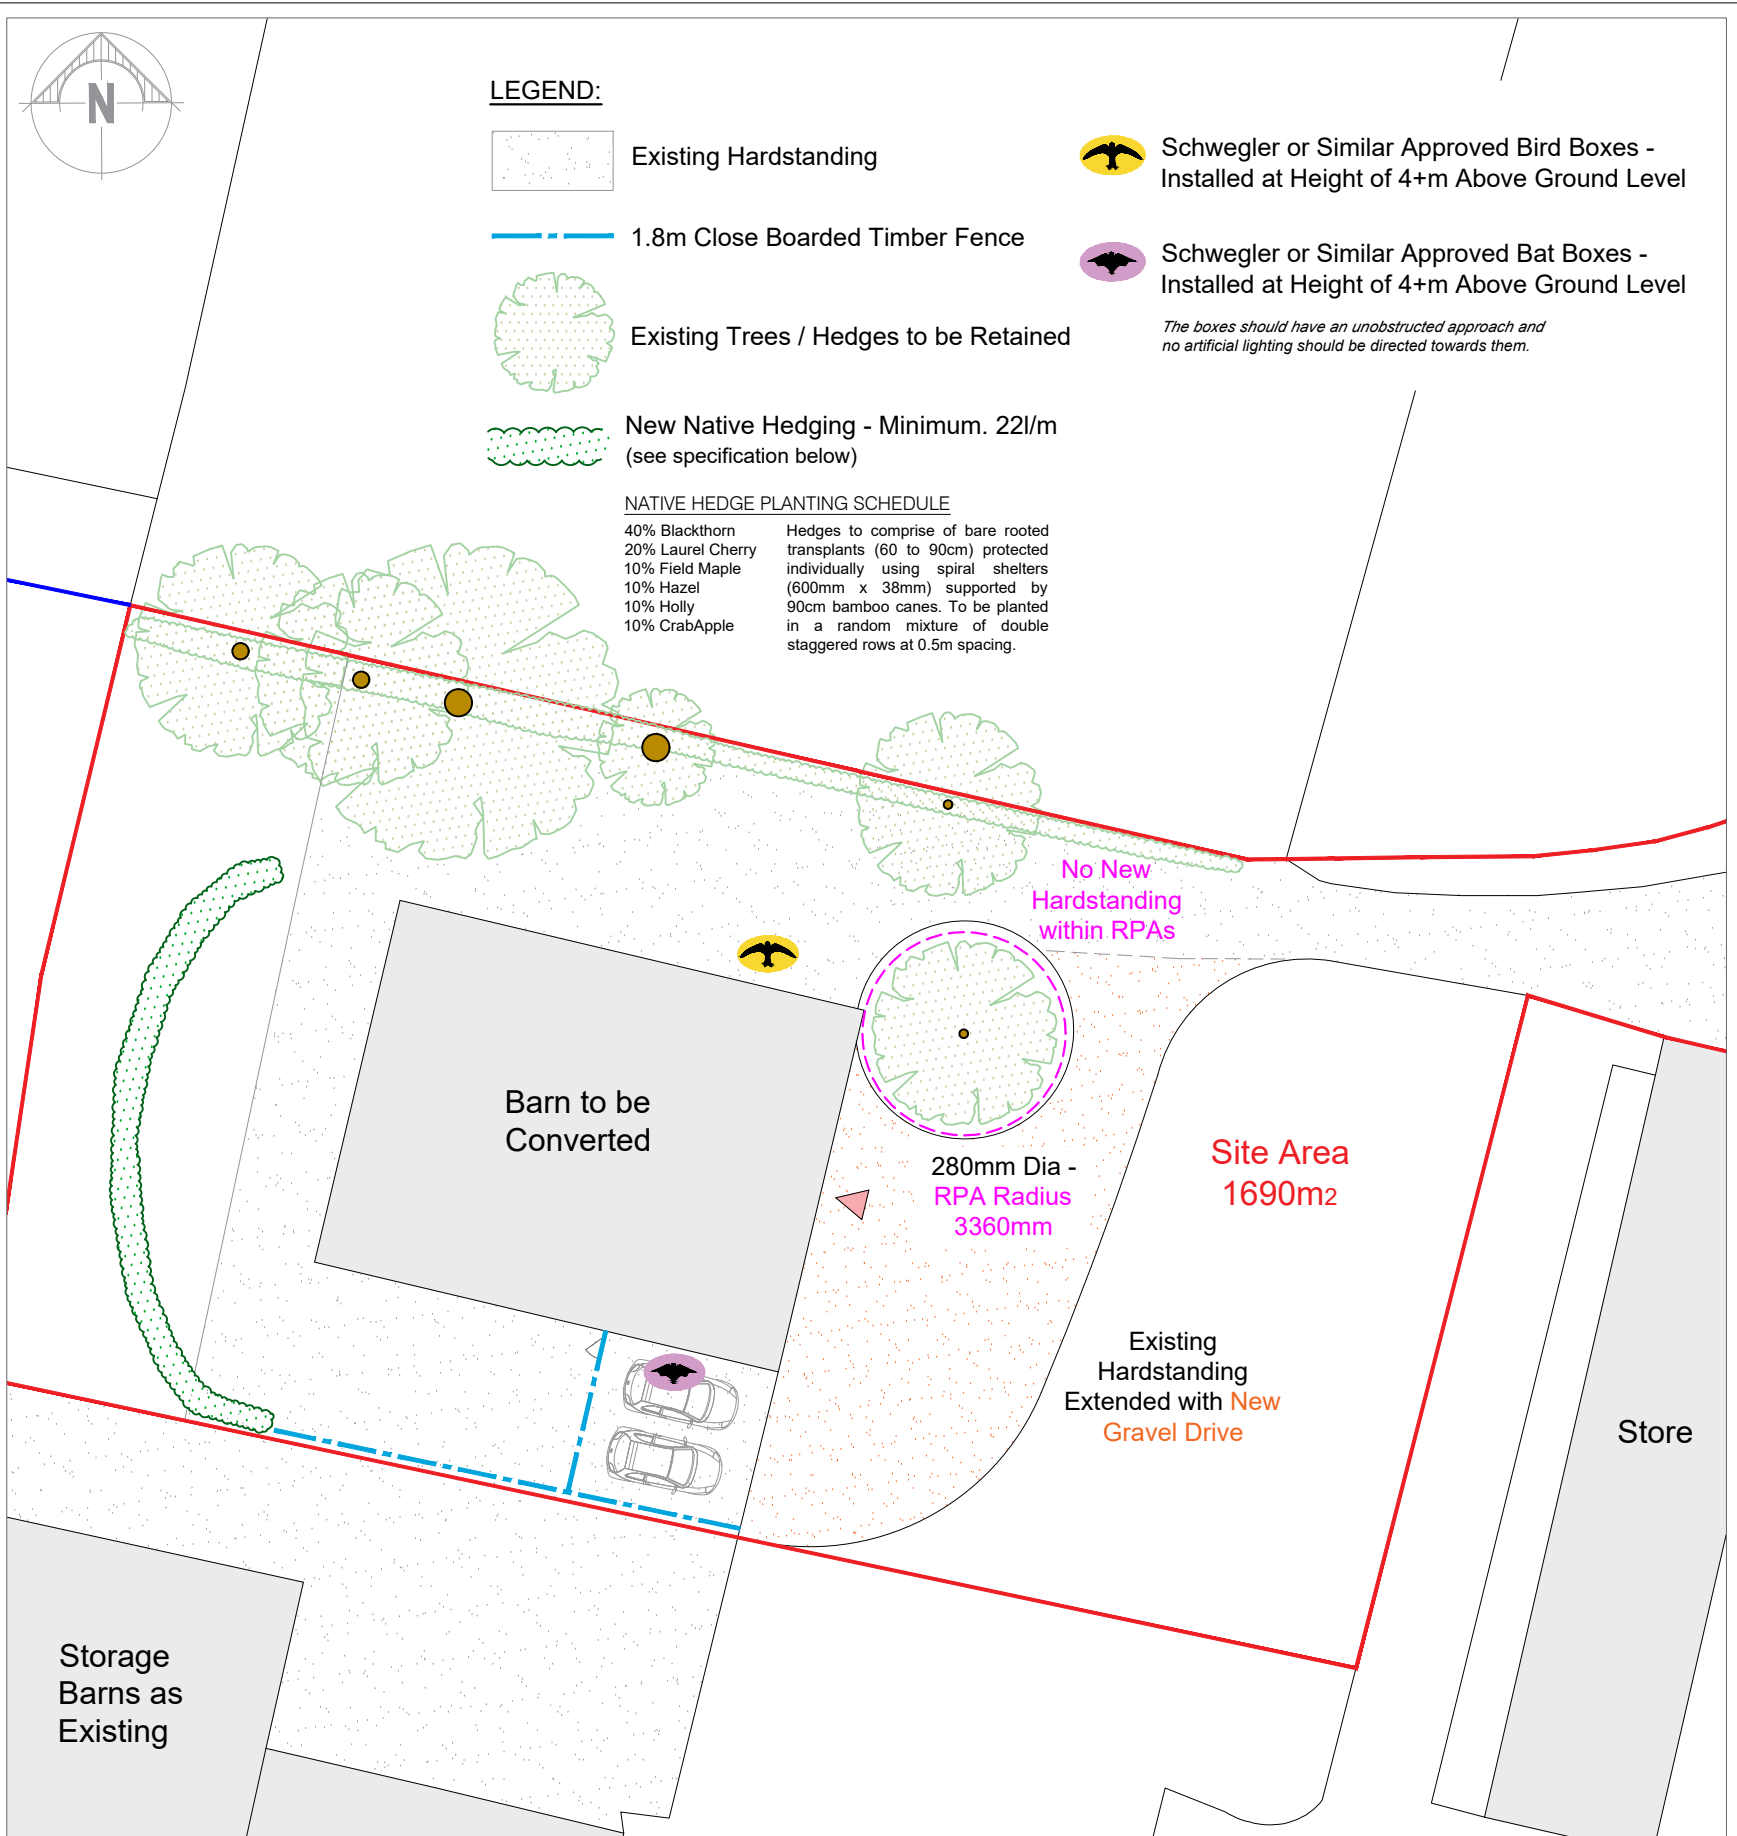 N
LEGEND:
Existing Hardstanding
1.8m Close Boarded Timber Fence
Existing Trees / Hedges to be Retained
New Native Hedging - Minimum. 22l/m
(see specification below)
Schwegler or Similar Approved Bird Boxes -
Installed at Height of 4+m Above Ground Level
Schwegler or Similar Approved Bat Boxes -
Installed at Height of 4+m Above Ground Level
The boxes should have an unobstructed approach and
no artificial lighting should be directed towards them.
NATIVE HEDGE PLANTING SCHEDULE
40% Blackthorn
20% Laurel Cherry
10% Field Maple
10% Hazel
10% Holly
10% CrabApple
Hedges to comprise of bare rooted
transplants (60 to 90cm) protected
individually using spiral shelters
(600mm x 38mm) supported by
90cm bamboo canes. To be planted
in a random mixture of double
staggered rows at 0.5m spacing.
No New
Hardstanding
within RPAs
Barn to be
Converted
280mm Dia -
RPA Radius
3360mm
Site Area
1690m2
Existing
Hardstanding
Extended with New
Gravel Drive
Store
Storage
Barns as
Existing